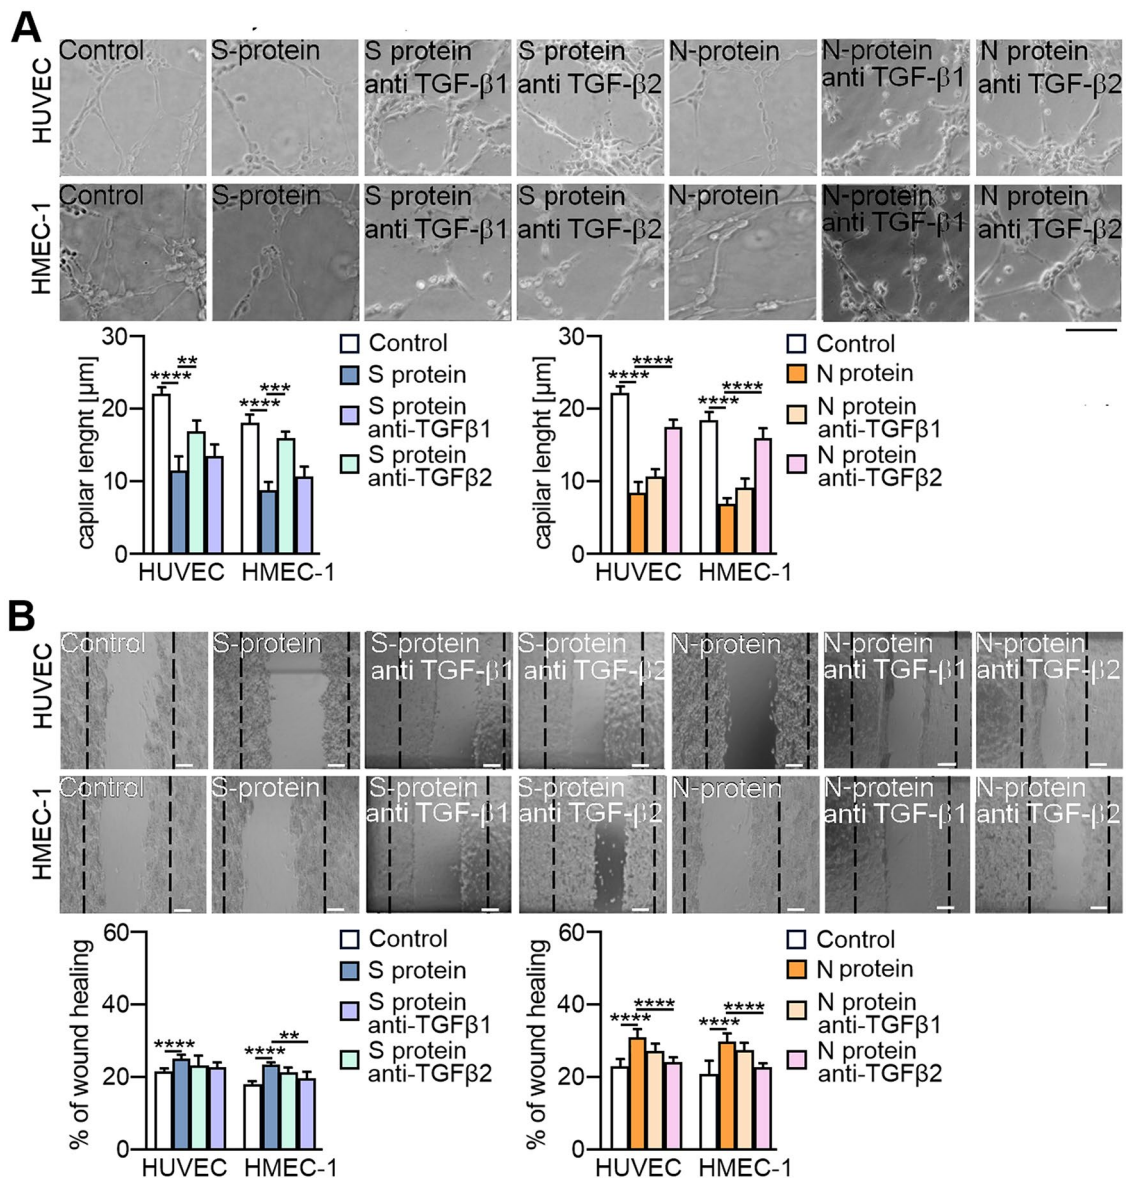 A
HUVEC
Control
S-protein
S protein
anti TGF-β1
S protein
anti TGF-β2
N-protein
N-protein
anti TGF-β1
N protein
anti TGF-β2
HMEC-1
Control
S-protein
S protein
anti TGF-β1
S protein
anti TGF-β2
N-protein
N-protein
anti TGF-β1
N protein
anti TGF-β2
capilar lenght [µm]
30
20
10
0
**
****
***
****
HUVEC
HMEC-1
Control
S protein
S protein
anti-TGFβ1
S protein
anti-TGFβ2
capilar lenght [µm]
30
20
10
0
****
****
****
****
HUVEC
HMEC-1
Control
N protein
N protein
anti-TGFβ1
N protein
anti-TGFβ2
B
HUVEC
Control
S-protein
S-protein
anti TGF-β1
S-protein
anti TGF-β2
N-protein
N-protein
anti TGF-β1
N-protein
anti TGF-β2
HMEC-1
Control
S-protein
S-protein
anti TGF-β1
S-protein
anti TGF-β2
N-protein
N-protein
anti TGF-β1
N-protein
anti TGF-β2
% of wound healing
60
40
20
0
****
**
****
HUVEC
HMEC-1
Control
S protein
S protein
anti-TGFβ1
S protein
anti-TGFβ2
% of wound healing
60
40
20
0
****
****
****
****
HUVEC
HMEC-1
Control
N protein
N protein
anti-TGFβ1
N protein
anti-TGFβ2